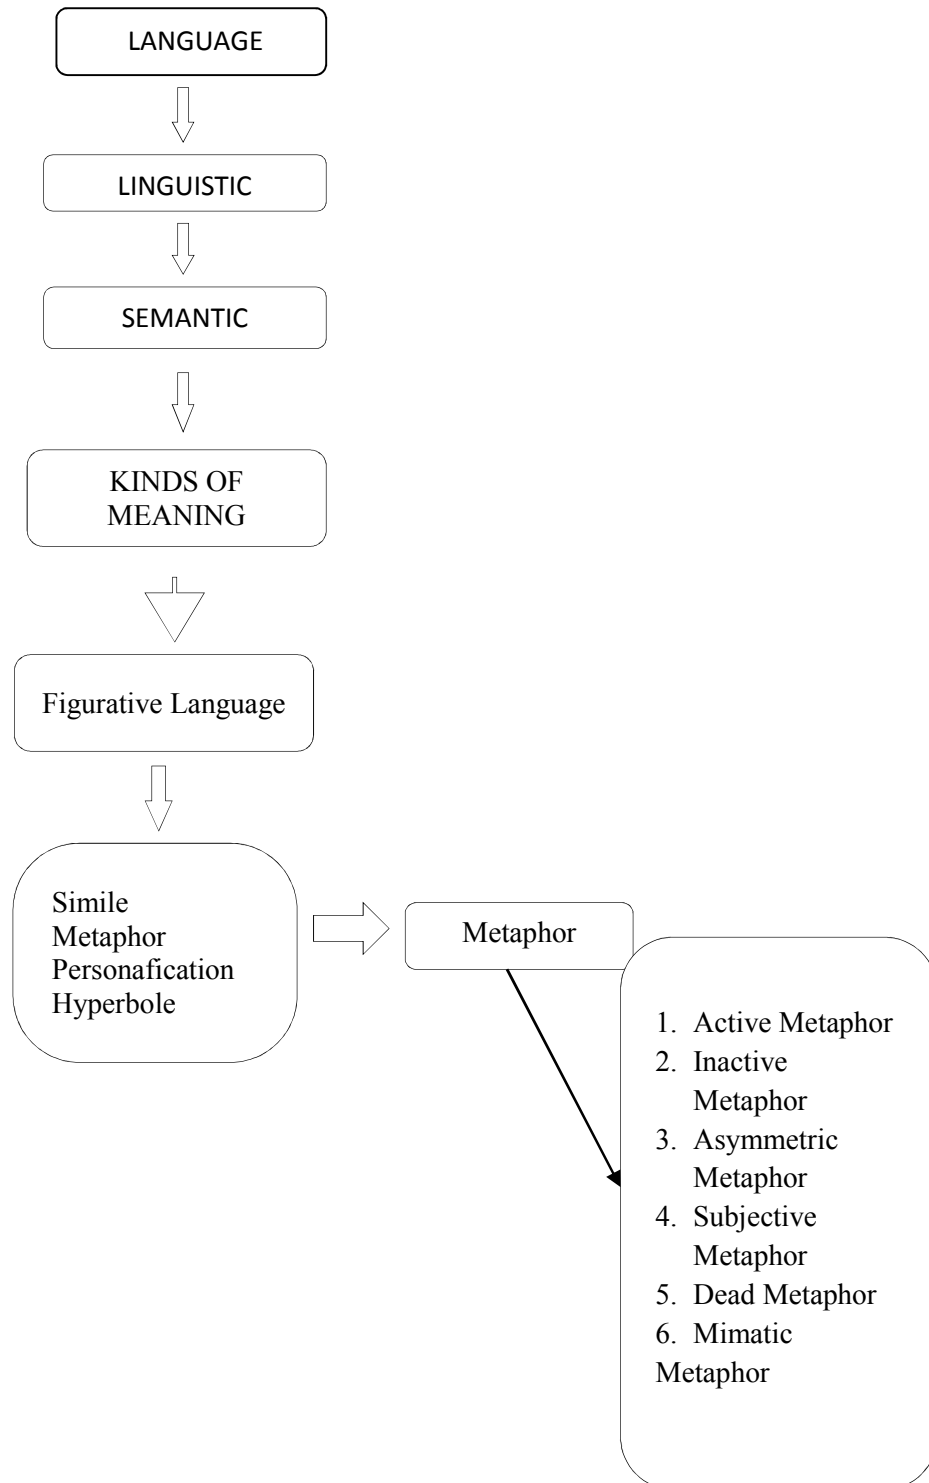 LANGUAGE
LINGUISTIC
SEMANTIC
KINDS OF
MEANING
Figurative Language
Simile
Metaphor
Personafication
Hyperbole
Metaphor
1. Active Metaphor
2. Inactive
Metaphor
3. Asymmetric
Metaphor
4. Subjective
Metaphor
5. Dead Metaphor
6. Mimatic
Metaphor